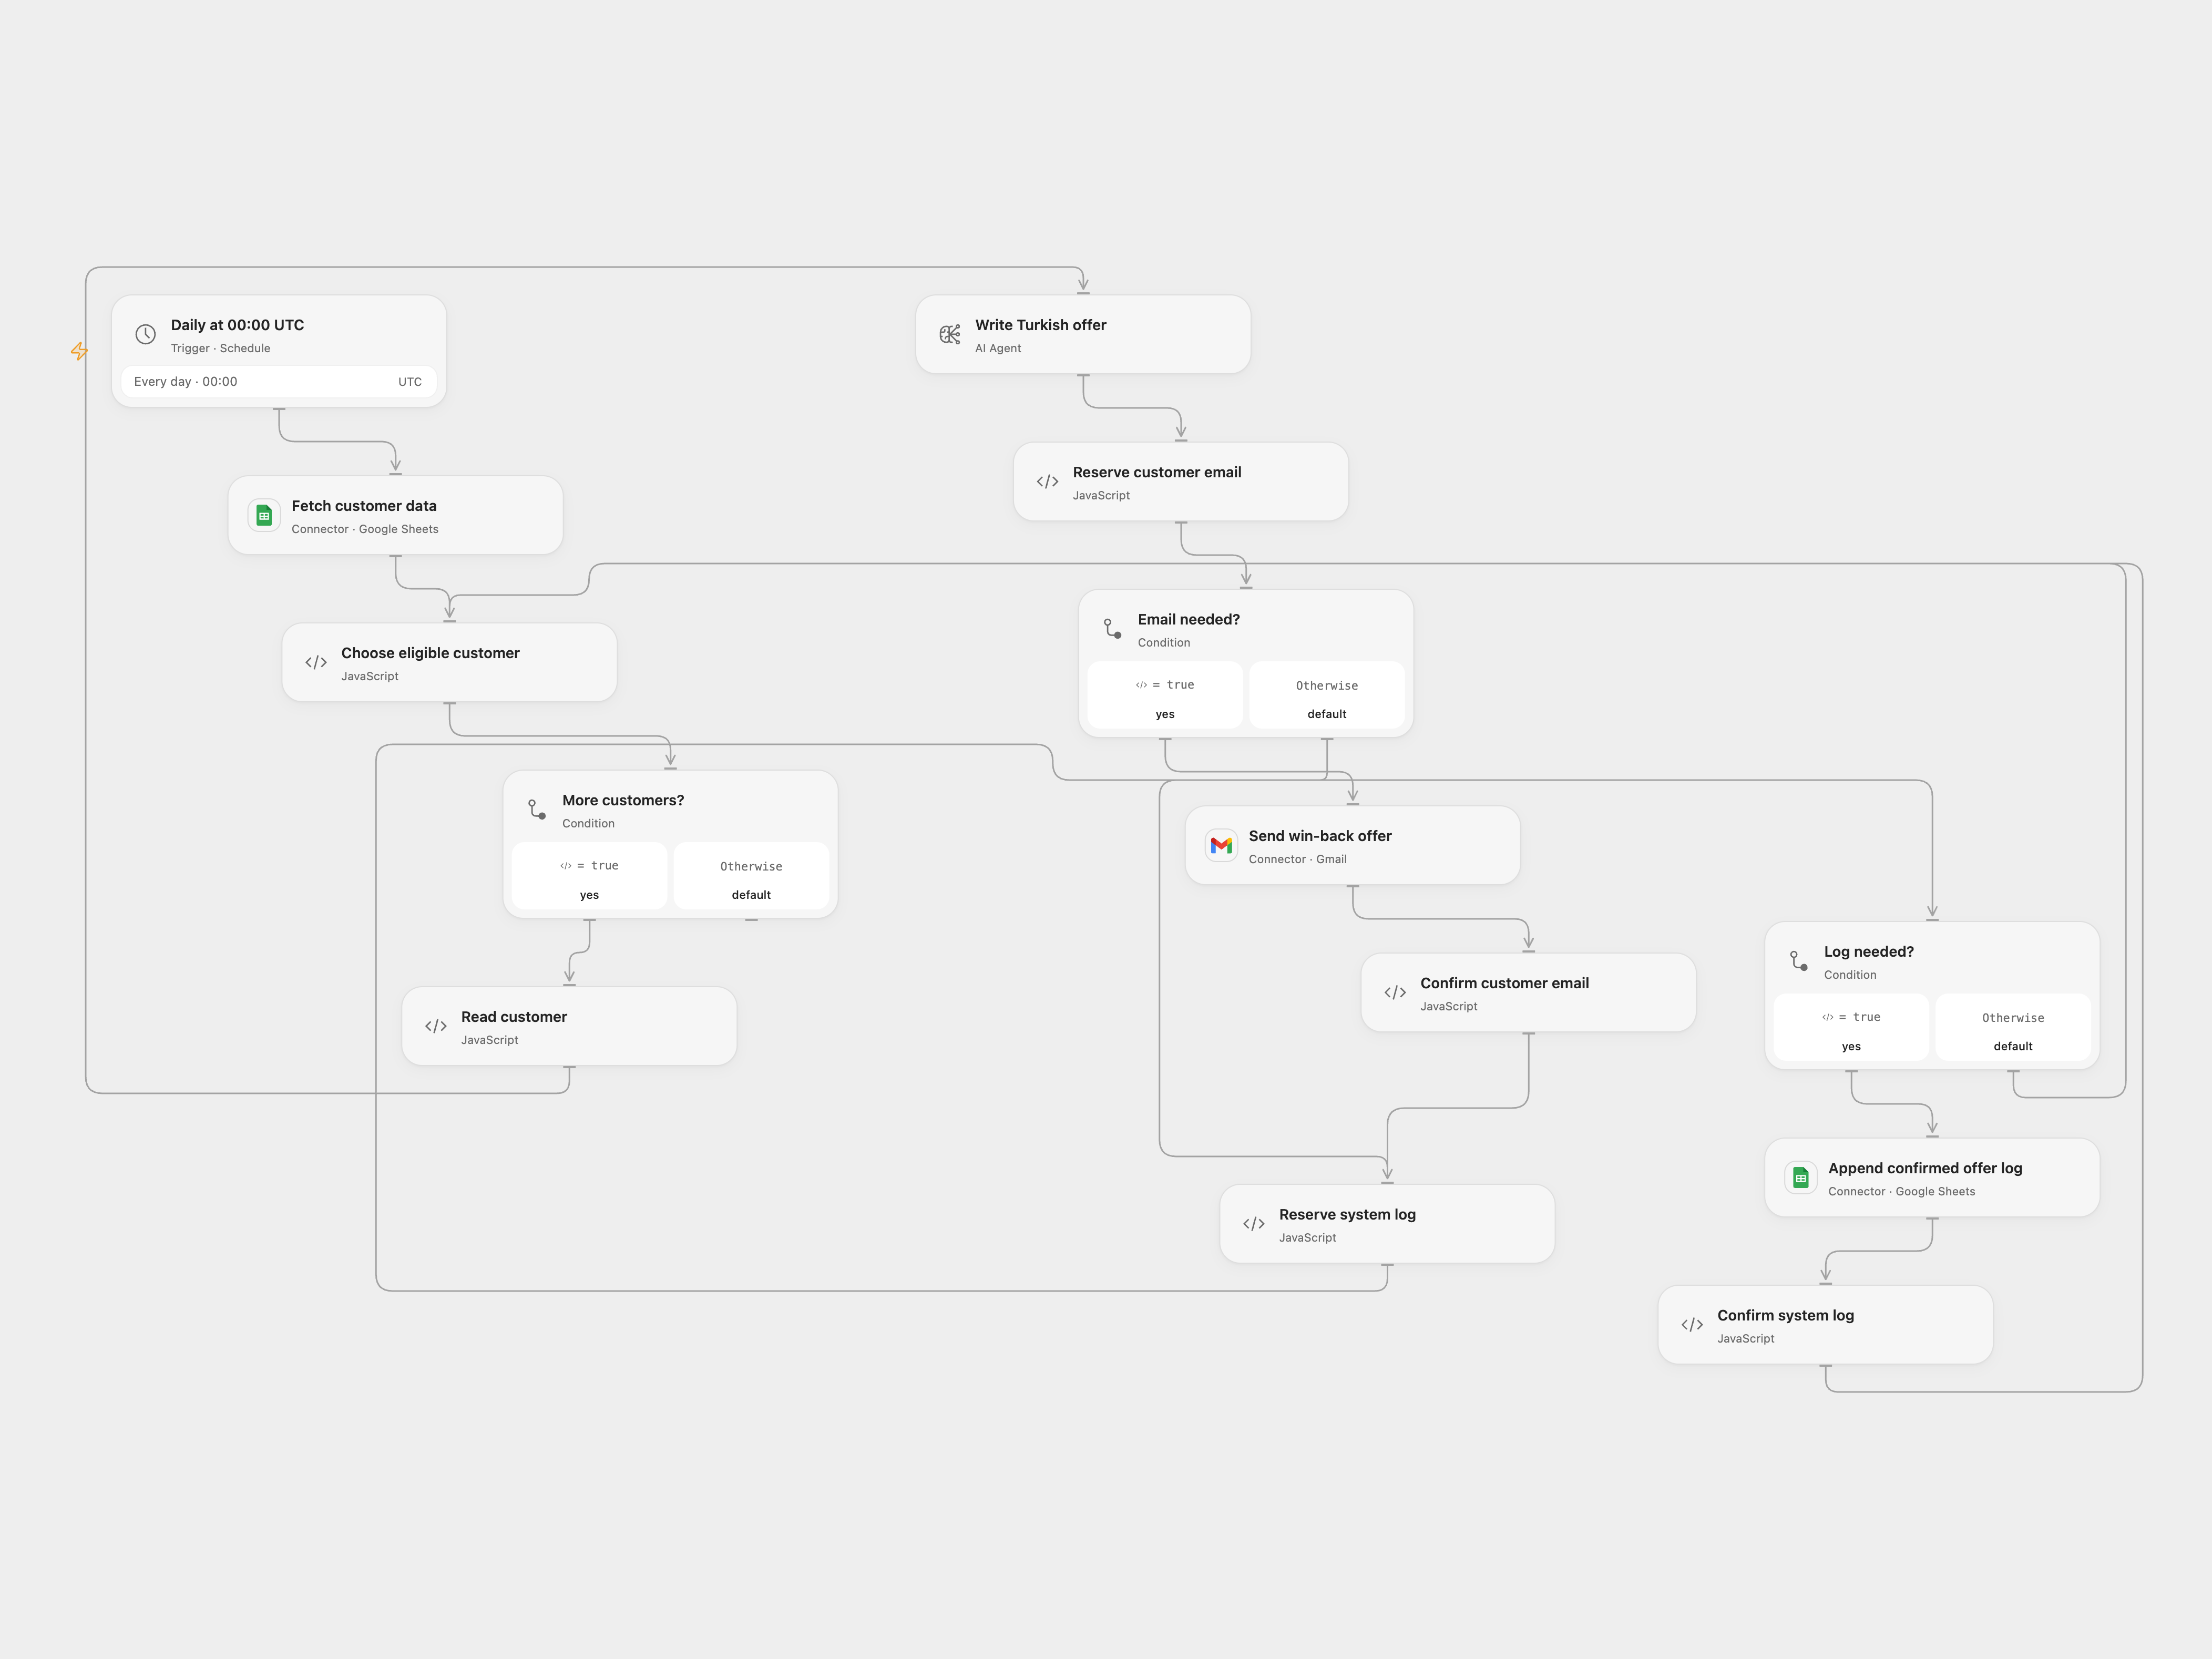 Daily at 00:00 UTC
Trigger · Schedule
Every day · 00:00
UTC
Fetch customer data
Connector · Google Sheets
Choose eligible customer
JavaScript
More customers?
Condition
</> = true
yes
Otherwise
default
Read customer
JavaScript
Write Turkish offer
AI Agent
Reserve customer email
JavaScript
Email needed?
Condition
</> = true
yes
Otherwise
default
Send win-back offer
Connector · Gmail
Confirm customer email
JavaScript
Reserve system log
JavaScript
Log needed?
Condition
</> = true
yes
Otherwise
default
Append confirmed offer log
Connector · Google Sheets
Confirm system log
JavaScript